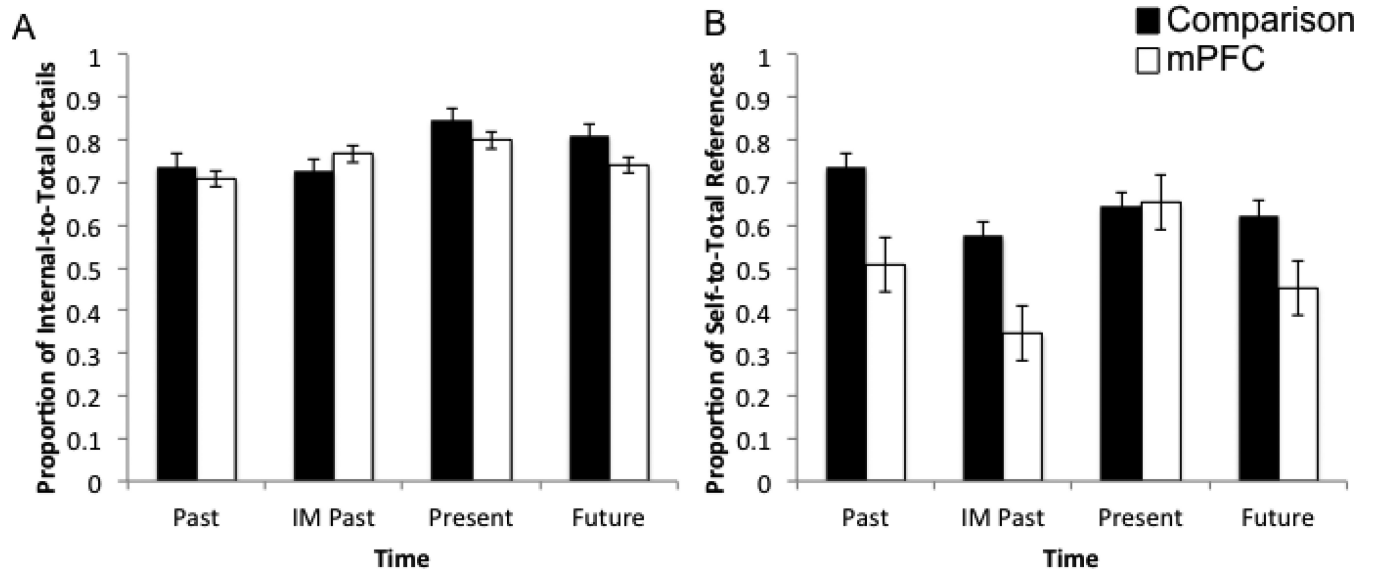 A
Proportion of Internal-to-Total Details
1
0.9
0.8
0.7
0.6
0.5
0.4
0.3
0.2
0.1
0
Past
IM Past
Present
Future
Time
B
Comparison
mPFC
Proportion of Self-to-Total References
1
0.9
0.8
0.7
0.6
0.5
0.4
0.3
0.2
0.1
0
Past
IM Past
Present
Future
Time